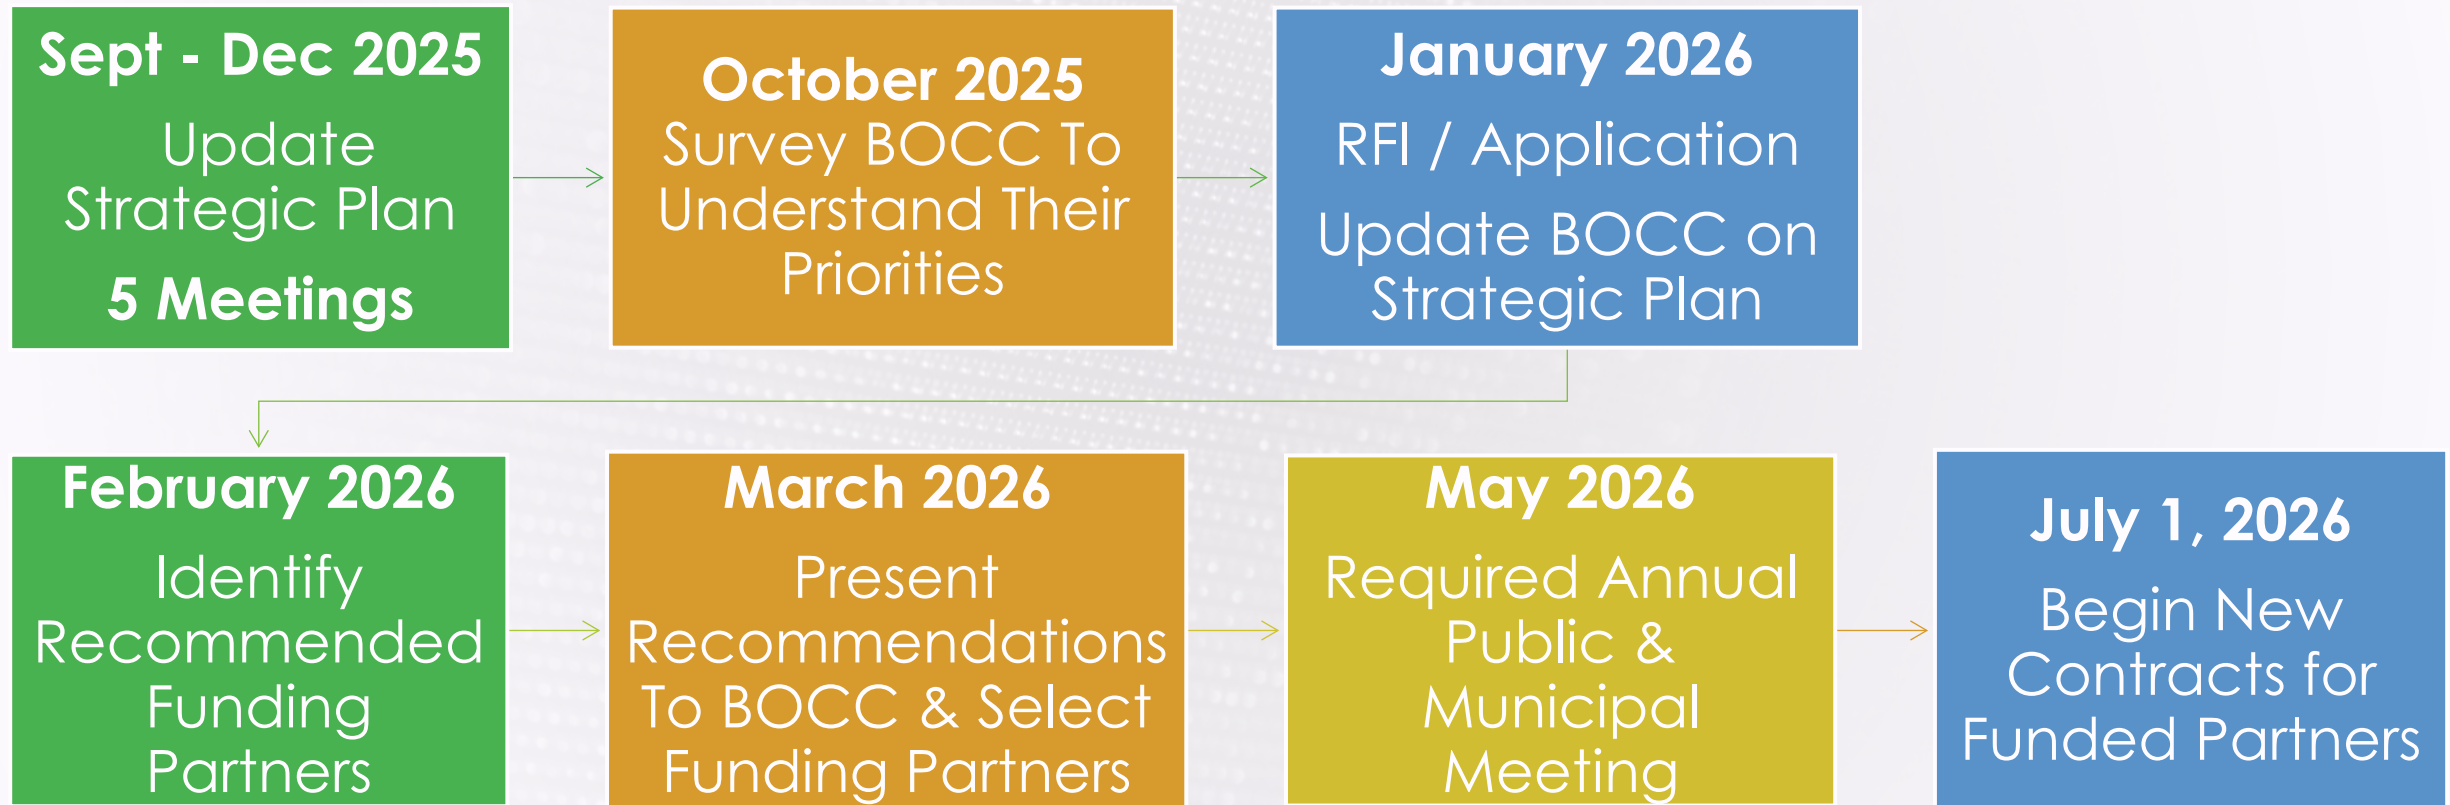 Sept - Dec 2025
Update
Strategic Plan
5 Meetings
October 2025
Survey BOCC To
Understand Their
Priorities
January 2026
RFI / Application
Update BOCC on
Strategic Plan
February 2026
Identify
Recommended
Funding
Partners
March 2026
Present
Recommendations
To BOCC & Select
Funding Partners
May 2026
Required Annual
Public &
Municipal
Meeting
July 1, 2026
Begin New
Contracts for
Funded Partners